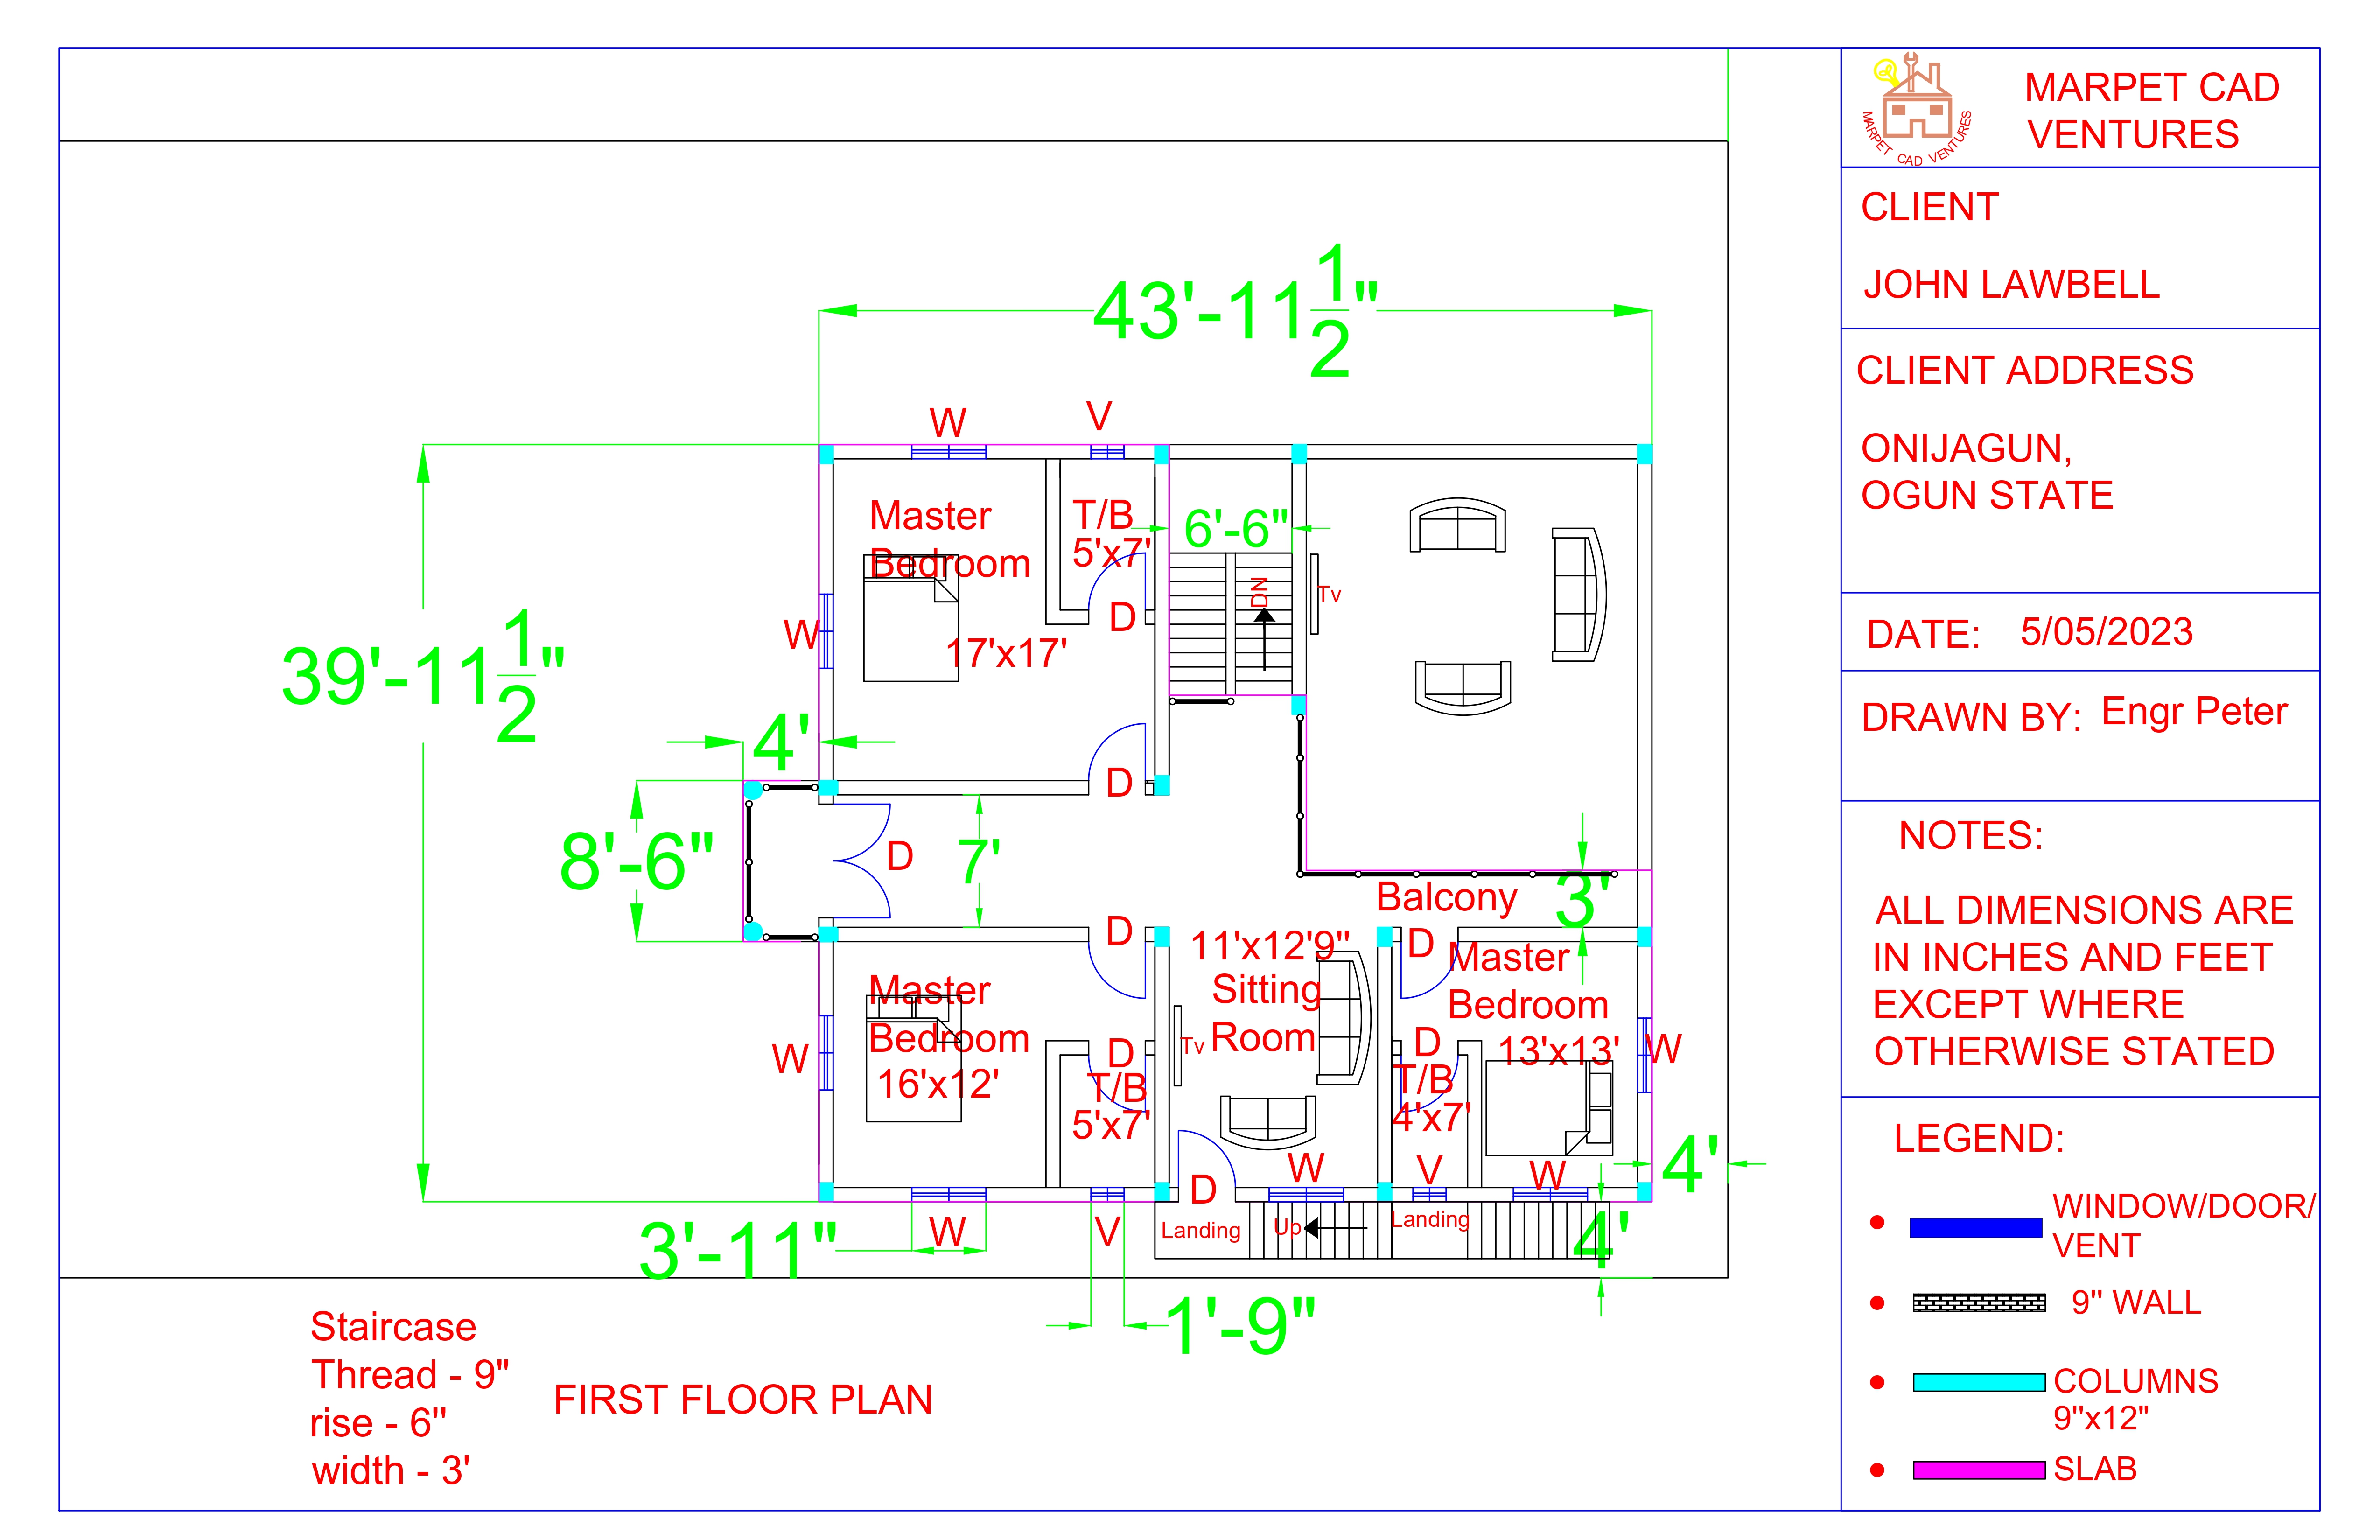 43'-11 1/2"
W
V
Master
Bedroom
17'x17'
T/B
5'x7'
D
6'-6"
DN
Tv
W
39'-11 1/2"
4'
D
8'-6"
D
7'
D
Balcony
3'
11'x12'9"
Sitting
Room
Tv
D
Master
Bedroom
13'x13'
W
Master
Bedroom
16'x12'
W
D
T/B
5'x7'
D
T/B
4'x7'
D
W
V
W
4'
3'-11"
W
V
Landing
Up
Landing
4'
1'-9"
Staircase
Thread - 9"
rise - 6"
width - 3'
FIRST FLOOR PLAN
MARPET CAD VENTURES
MARPET CAD
VENTURES
CLIENT
JOHN LAWBELL
CLIENT ADDRESS
ONIJAGUN,
OGUN STATE
DATE: 5/05/2023
DRAWN BY: Engr Peter
NOTES:
ALL DIMENSIONS ARE
IN INCHES AND FEET
EXCEPT WHERE
OTHERWISE STATED
LEGEND:
WINDOW/DOOR/
VENT
9" WALL
COLUMNS
9"x12"
SLAB